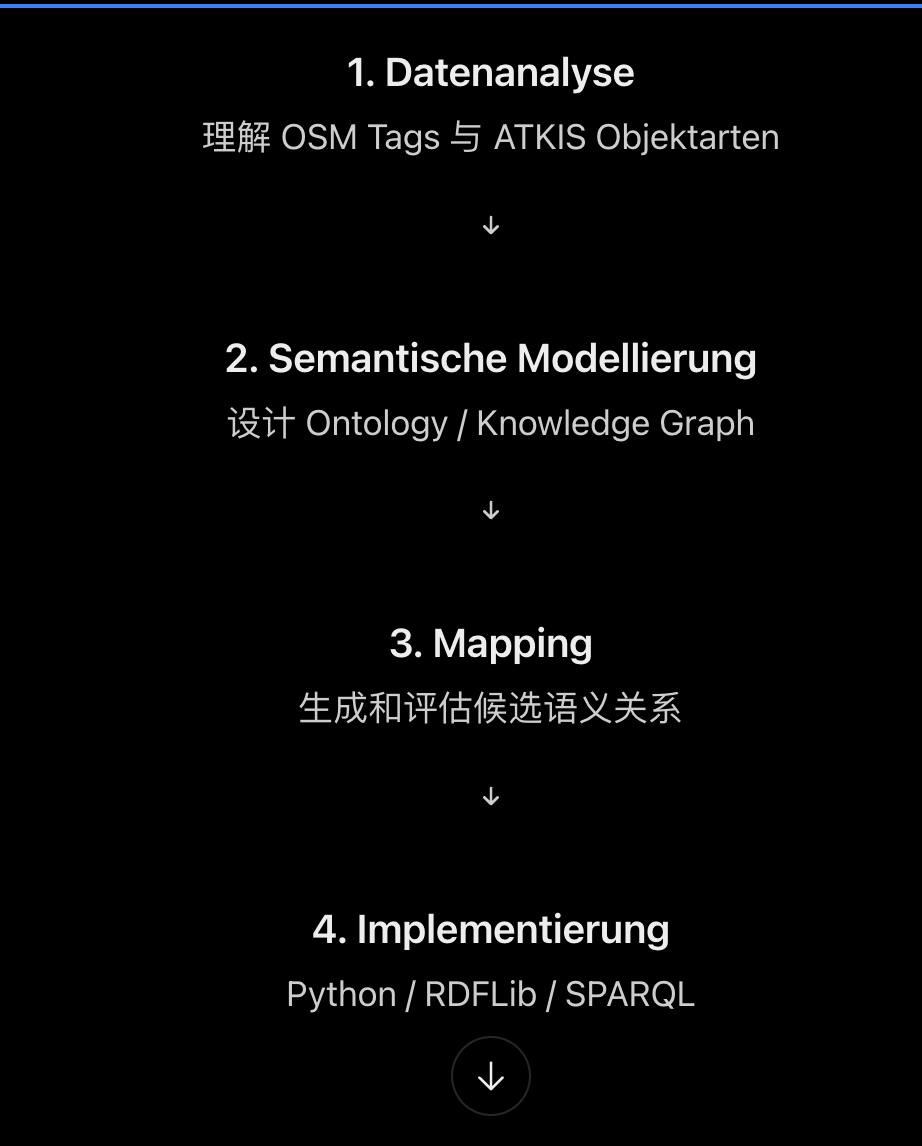 1. Datenanalyse
理解 OSM Tags 与 ATKIS Objektarten
↓
2. Semantische Modellierung
设计 Ontology / Knowledge Graph
↓
3. Mapping
生成和评估候选语义关系
↓
4. Implementierung
Python / RDFLib / SPARQL